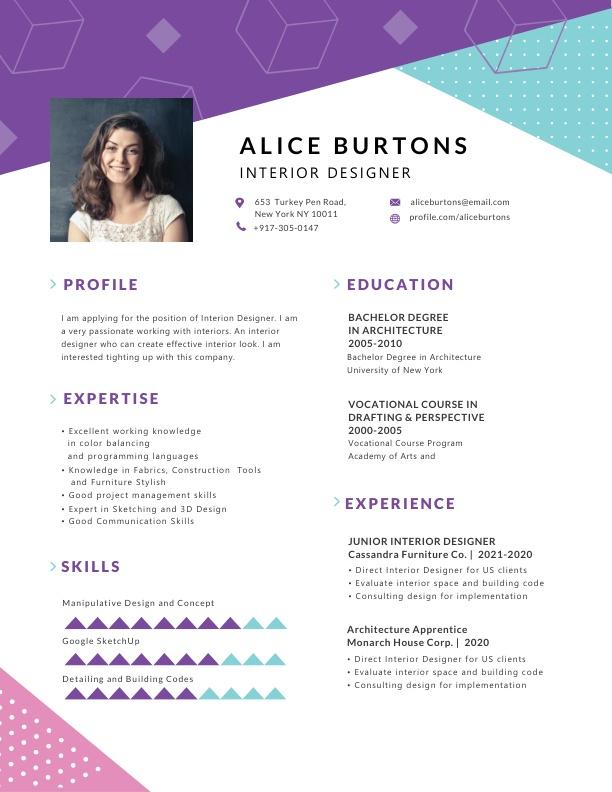 ALICE BURTONS
INTERIOR DESIGNER
653 Turkey Pen Road,
New York NY 10011
+917-305-0147
aliceburtons@email.com
profile.com/aliceburtons
PROFILE
I am applying for the position of Interion Designer. I am
a very passionate working with interiors. An interior
designer who can create effective interior look. I am
interested tighting up with this company.
EXPERTISE
• Excellent working knowledge
in color balancing
and programming languages
• Knowledge in Fabrics, Construction Tools
and Furniture Stylish
• Good project management skills
• Expert in Sketching and 3D Design
• Good Communication Skills
SKILLS
Manipulative Design and Concept
Google SketchUp
Detailing and Building Codes
EDUCATION
BACHELOR DEGREE
IN ARCHITECTURE
2005-2010
Bachelor Degree in Architecture
University of New York
VOCATIONAL COURSE IN
DRAFTING & PERSPECTIVE
2000-2005
Vocational Course Program
Academy of Arts and
EXPERIENCE
JUNIOR INTERIOR DESIGNER
Cassandra Furniture Co. | 2021-2020
• Direct Interior Designer for US clients
• Evaluate interior space and building code
• Consulting design for implementation
Architecture Apprentice
Monarch House Corp. | 2020
• Direct Interior Designer for US clients
• Evaluate interior space and building code
• Consulting design for implementation